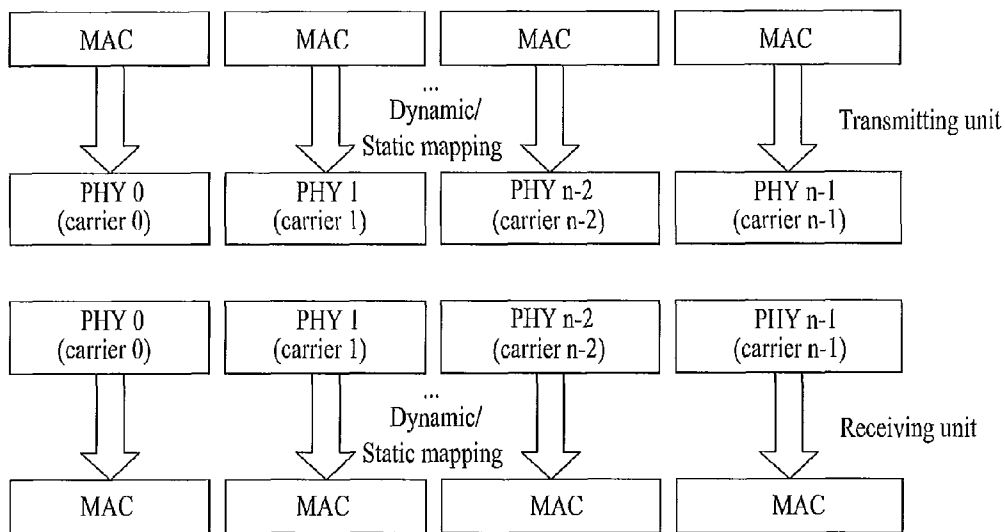 MAC MAC MAC MAC
...
Dynamic/
Static mapping
Transmitting unit
PHY 0 PHY 1 PHY n-2 PHY n-1
(carrier 0) (carrier 1) (carrier n-2) (carrier n-1)
PHY 0 PHY 1 PHY n-2 PHY n-1
(carrier 0) (carrier 1) (carrier n-2) (carrier n-1)
...
Dynamic/
Static mapping
Receiving unit
MAC MAC MAC MAC